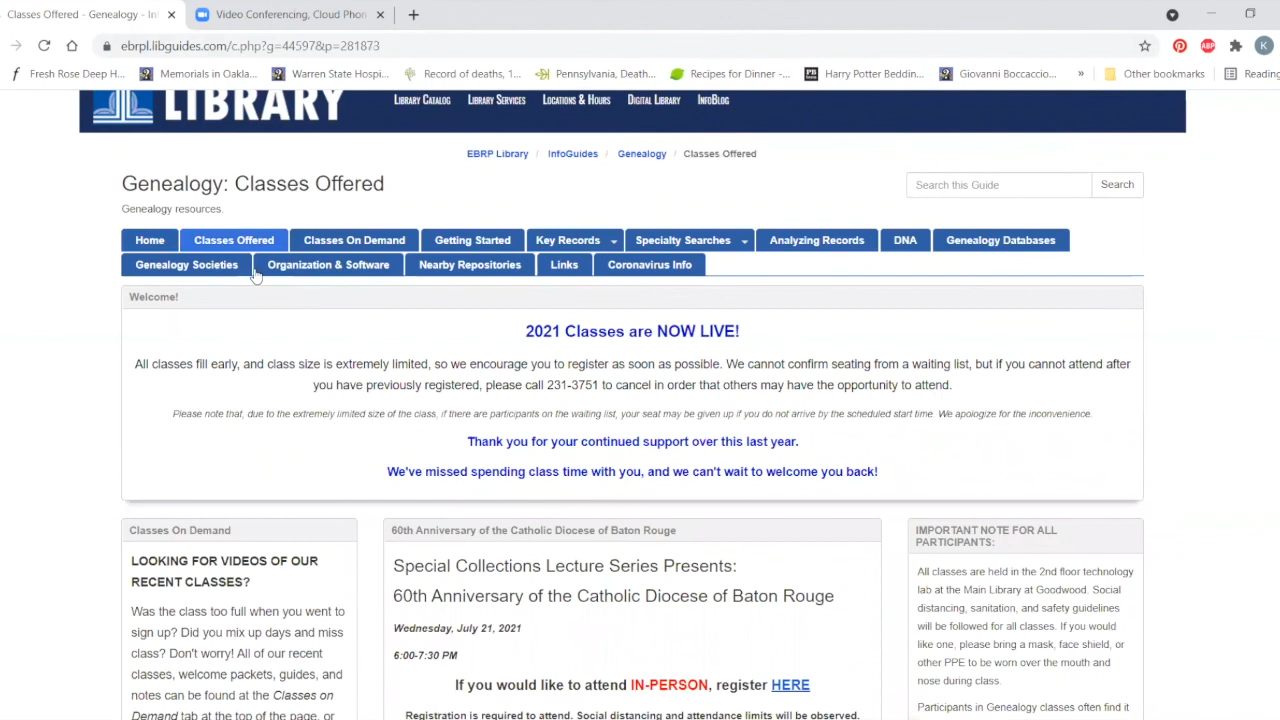 Classes Offered - Genealogy - In
Video Conferencing, Cloud Phon
ebrpl.libguides.com/c.php?g=44597&p=281873
Fresh Rose Deep H...
Memorials in Oakla...
Warren State Hospi...
Record of deaths, 1...
Pennsylvania, Death...
Recipes for Dinner -...
Harry Potter Beddin...
Giovanni Boccaccio...
»
Other bookmarks
Reading
LIBRARY
LIBRARY CATALOG LIBRARY SERVICES LOCATIONS & HOURS DIGITAL LIBRARY INFOBLOG
EBRP Library / InfoGuides / Genealogy / Classes Offered
Genealogy: Classes Offered
Search this Guide Search
Genealogy resources.
Home Classes Offered Classes On Demand Getting Started Key Records Specialty Searches Analyzing Records DNA Genealogy Databases
Genealogy Societies Organization & Software Nearby Repositories Links Coronavirus Info
Welcome!
2021 Classes are NOW LIVE!
All classes fill early, and class size is extremely limited, so we encourage you to register as soon as possible. We cannot confirm seating from a waiting list, but if you cannot attend after
you have previously registered, please call 231-3751 to cancel in order that others may have the opportunity to attend.
Please note that, due to the extremely limited size of the class, if there are participants on the waiting list, your seat may be given up if you do not arrive by the scheduled start time. We apologize for the inconvenience.
Thank you for your continued support over this last year.
We've missed spending class time with you, and we can't wait to welcome you back!
Classes On Demand
LOOKING FOR VIDEOS OF OUR
RECENT CLASSES?
Was the class too full when you went to
sign up? Did you mix up days and miss
class? Don't worry! All of our recent
classes, welcome packets, guides, and
notes can be found at the Classes on
Demand tab at the top of the page, or
60th Anniversary of the Catholic Diocese of Baton Rouge
Special Collections Lecture Series Presents:
60th Anniversary of the Catholic Diocese of Baton Rouge
Wednesday, July 21, 2021
6:00-7:30 PM
If you would like to attend IN-PERSON, register HERE
Registration is required to attend. Social distancing and attendance limits will be observed.
IMPORTANT NOTE FOR ALL
PARTICIPANTS:
All classes are held in the 2nd floor technology
lab at the Main Library at Goodwood. Social
distancing, sanitation, and safety guidelines
will be followed for all classes. If you would
like one, please bring a mask, face shield, or
other PPE to be worn over the mouth and
nose during class.
Participants in Genealogy classes often find it